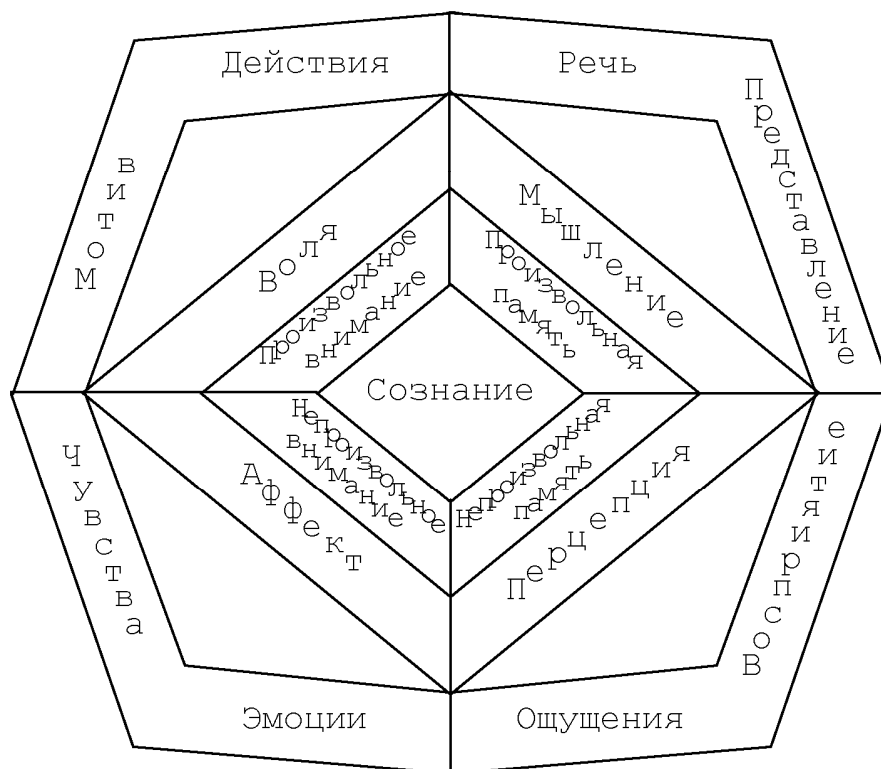 Действия
Речь
Мотив
Представление
Воля
Мышление
Произвольное
внимание
Произвольная
память
Сознание
Непроизвольное
внимание
Непроизвольная
память
Аффект
Перцепция
Чувства
Восприятие
Эмоции
Ощущения